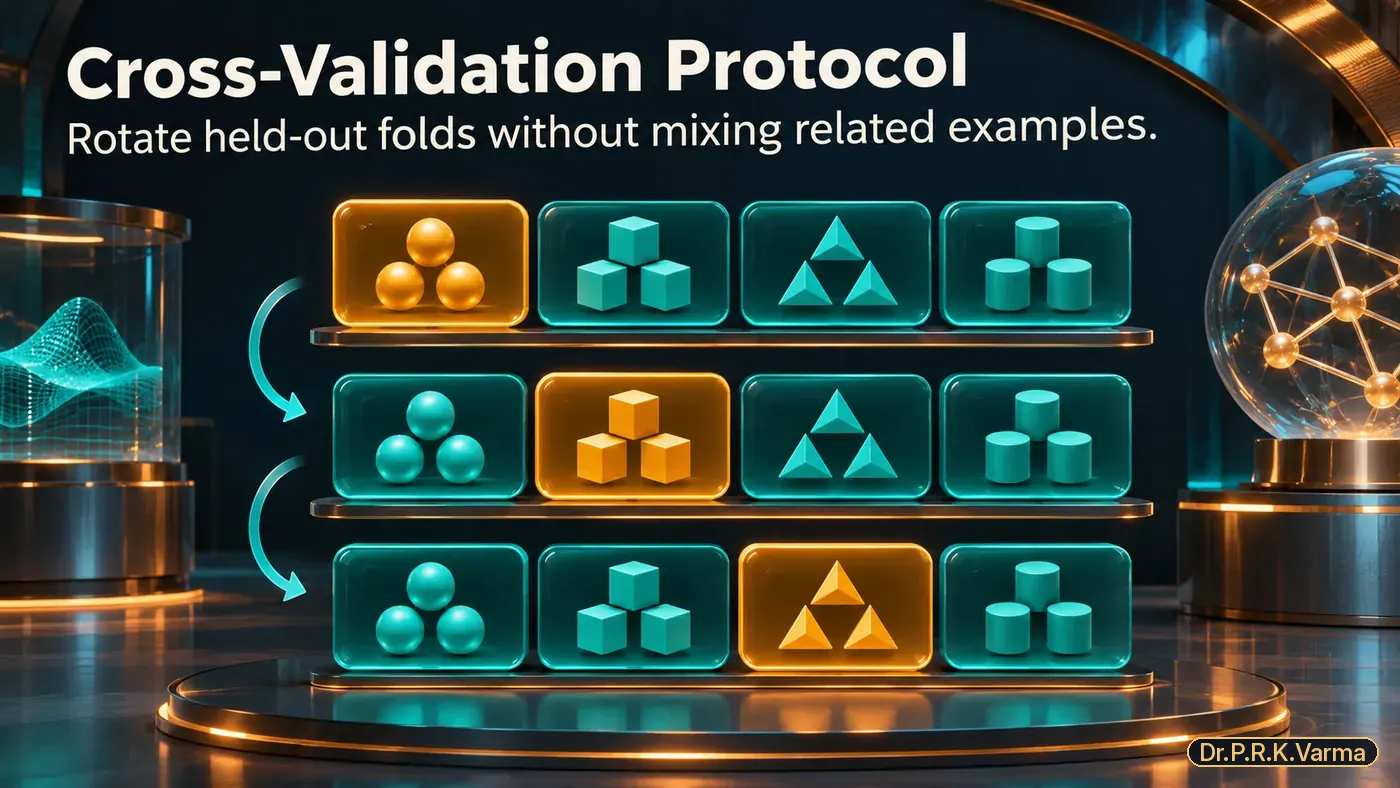 Cross-Validation Protocol
Rotate held-out folds without mixing related examples.
Dr.P.R.K.Varma